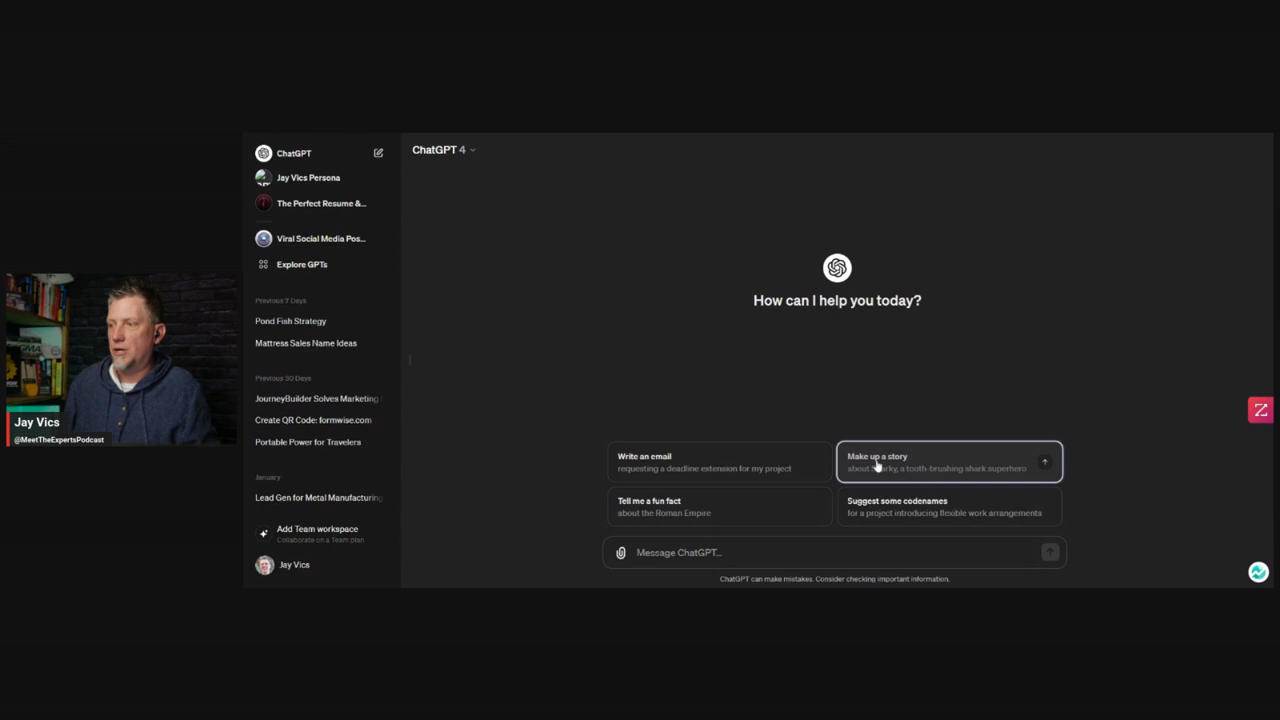 ChatGPT
Jay Vics Persona
The Perfect Resume &...
Viral Social Media Pos...
Explore GPTs
Previous 7 Days
Pond Fish Strategy
Mattress Sales Name Ideas
Previous 30 Days
JourneyBuilder Solves Marketing
Create QR Code: formwise.com
Portable Power for Travelers
January
Lead Gen for Metal Manufacturing
Add Team workspace
Collaborate on a Team plan
Jay Vics
Jay Vics
@MeetTheExpertsPodcast
ChatGPT 4
How can I help you today?
Write an email
requesting a deadline extension for my project
Make up a story
about Sharky, a tooth-brushing shark superhero
Tell me a fun fact
about the Roman Empire
Suggest some codenames
for a project introducing flexible work arrangements
Message ChatGPT...
ChatGPT can make mistakes. Consider checking important information.